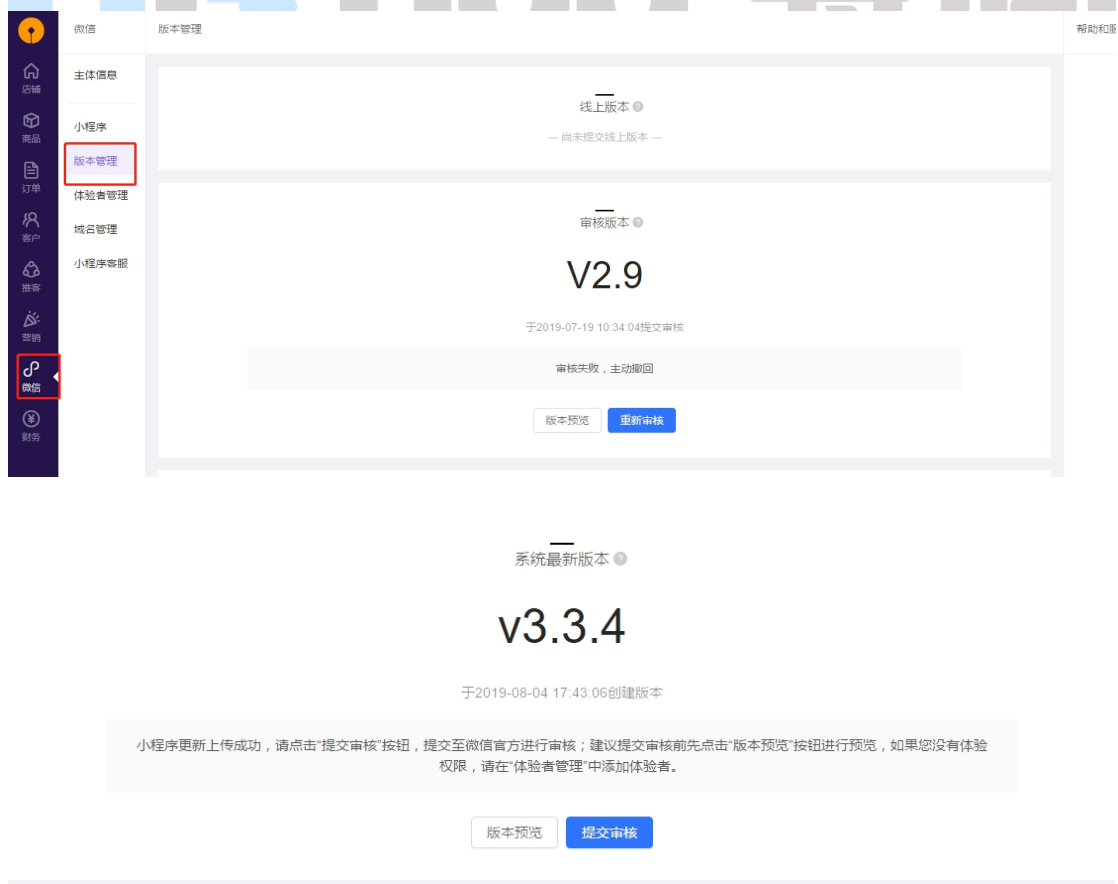 微信
版本管理
帮助和服
店铺
商品
订单
客户
推客
营销
微信
财务
主体信息
小程序
版本管理
体验者管理
域名管理
小程序客服
线上版本
— 尚未提交线上版本 —
审核版本
V2.9
于2019-07-19 10:34:04提交审核
审核失败，主动撤回
版本预览
重新审核
系统最新版本
v3.3.4
于2019-08-04 17:43:06创建版本
小程序更新上传成功，请点击“提交审核”按钮，提交至微信官方进行审核；建议提交审核前先点击“版本预览”按钮进行预览，如果您没有体验
权限，请在“体验者管理”中添加体验者。
版本预览
提交审核